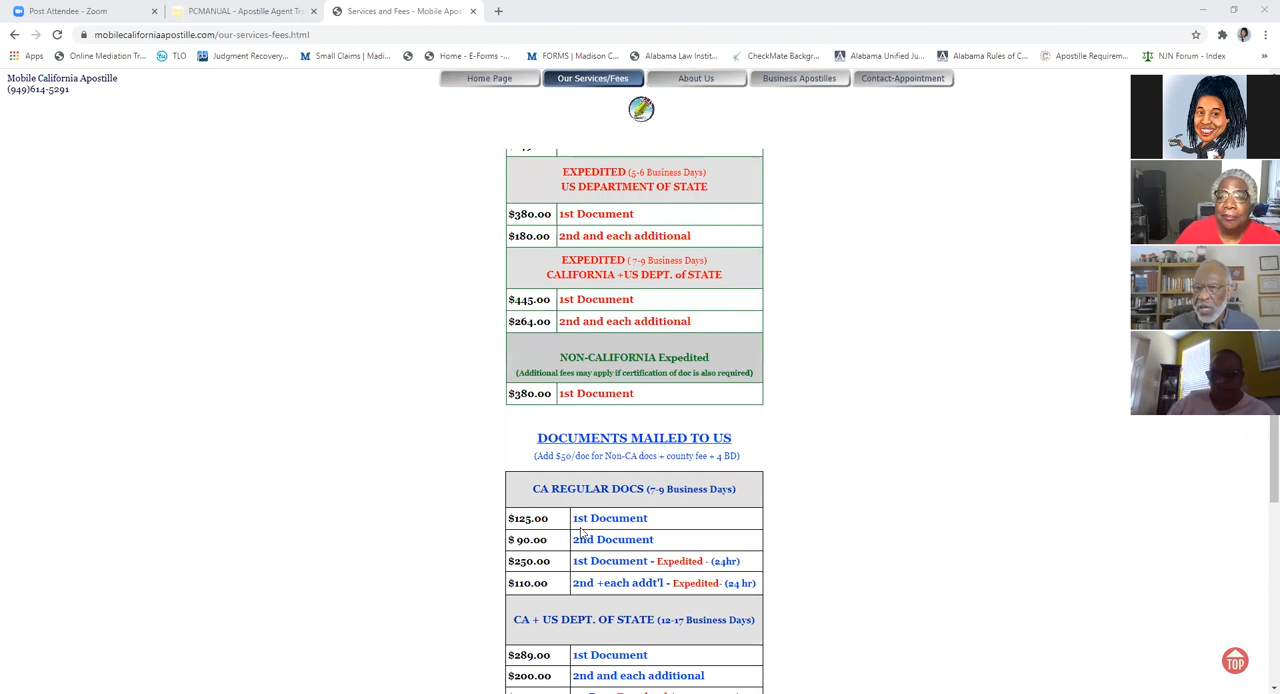 Post Attendee - Zoom
PCMANUAL - Apostille Agent Tra
Services and Fees - Mobile Apos
mobilecaliforniaapostille.com/our-services-fees.html
Apps
Online Mediation Tr...
TLO
Judgment Recovery...
Small Claims | Madi...
Home - E-Forms -...
FORMS | Madison C...
Alabama Law Instit...
CheckMate Backgr...
Alabama Unified Ju...
Alabama Rules of C...
Apostille Requirem...
NJN Forum - Index
»
Mobile California Apostille
(949)614-5291
Home Page
Our Services/Fees
About Us
Business Apostilles
Contact-Appointment
EXPEDITED (5-6 Business Days)
US DEPARTMENT OF STATE
$380.00 1st Document
$180.00 2nd and each additional
EXPEDITED ( 7-9 Business Days)
CALIFORNIA +US DEPT. of STATE
$445.00 1st Document
$264.00 2nd and each additional
NON-CALIFORNIA Expedited
(Additional fees may apply if certification of doc is also required)
$380.00 1st Document
DOCUMENTS MAILED TO US
(Add $50/doc for Non-CA docs + county fee + 4 BD)
CA REGULAR DOCS (7-9 Business Days)
$125.00 1st Document
$ 90.00 2nd Document
$250.00 1st Document - Expedited - (24hr)
$110.00 2nd +each addt'l - Expedited- (24 hr)
CA + US DEPT. OF STATE (12-17 Business Days)
$289.00 1st Document
$200.00 2nd and each additional
TOP